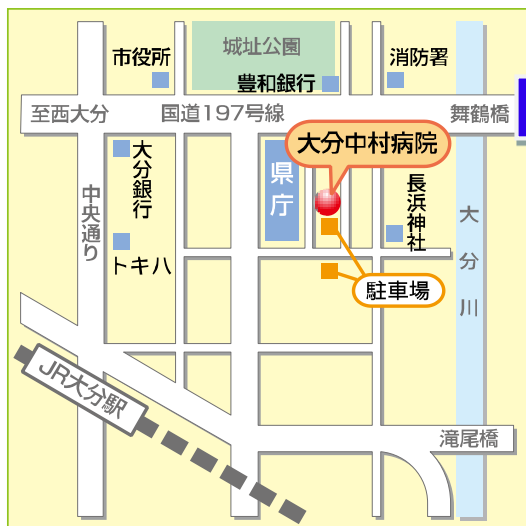 城址公園
市役所
消防署
豊和銀行
至西大分
国道197号線
舞鶴橋
大分中村病院
大分銀行
県庁
長浜神社
中央通り
大分川
トキハ
駐車場
JR大分駅
滝尾橋